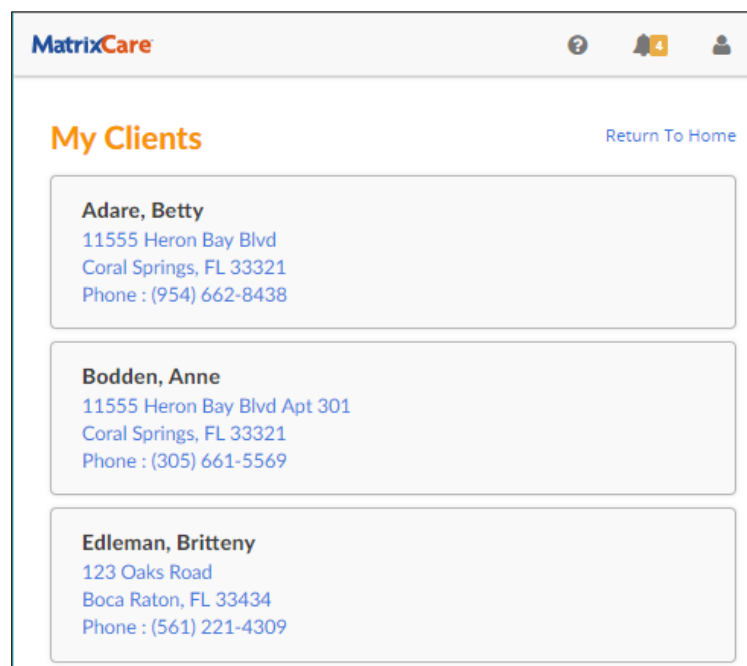 MatrixCare
4
My Clients
Return To Home
Adare, Betty
11555 Heron Bay Blvd
Coral Springs, FL 33321
Phone : (954) 662-8438
Bodden, Anne
11555 Heron Bay Blvd Apt 301
Coral Springs, FL 33321
Phone : (305) 661-5569
Edleman, Britteny
123 Oaks Road
Boca Raton, FL 33434
Phone : (561) 221-4309